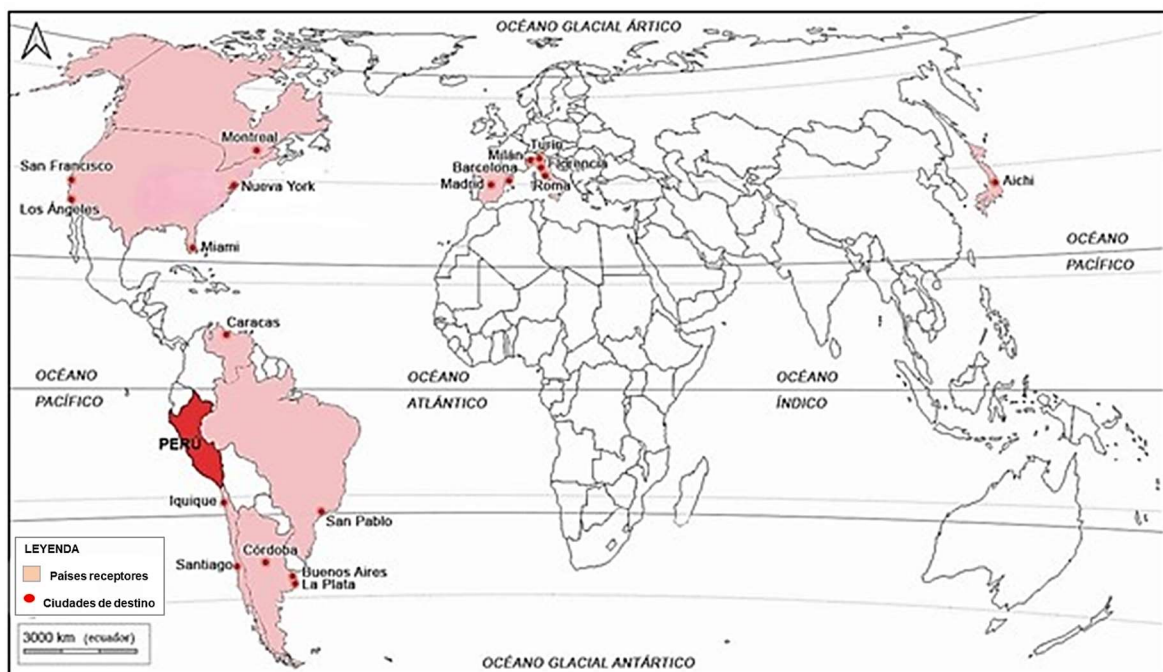 OCÉANO GLACIAL ÁRTICO
Montreal
San Francisco
Nueva York
Los Ángeles
Miami
Turín
Milán
Florencia
Barcelona
Madrid
Roma
Aichi
OCÉANO
PACÍFICO
Caracas
OCÉANO
PACÍFICO
OCÉANO
ATLÁNTICO
OCÉANO
ÍNDICO
PERÚ
Iquique
San Pablo
Córdoba
Santiago
Buenos Aires
La Plata
LEYENDA
Países receptores
Ciudades de destino
3000 km (ecuador)
OCÉANO GLACIAL ANTÁRTICO